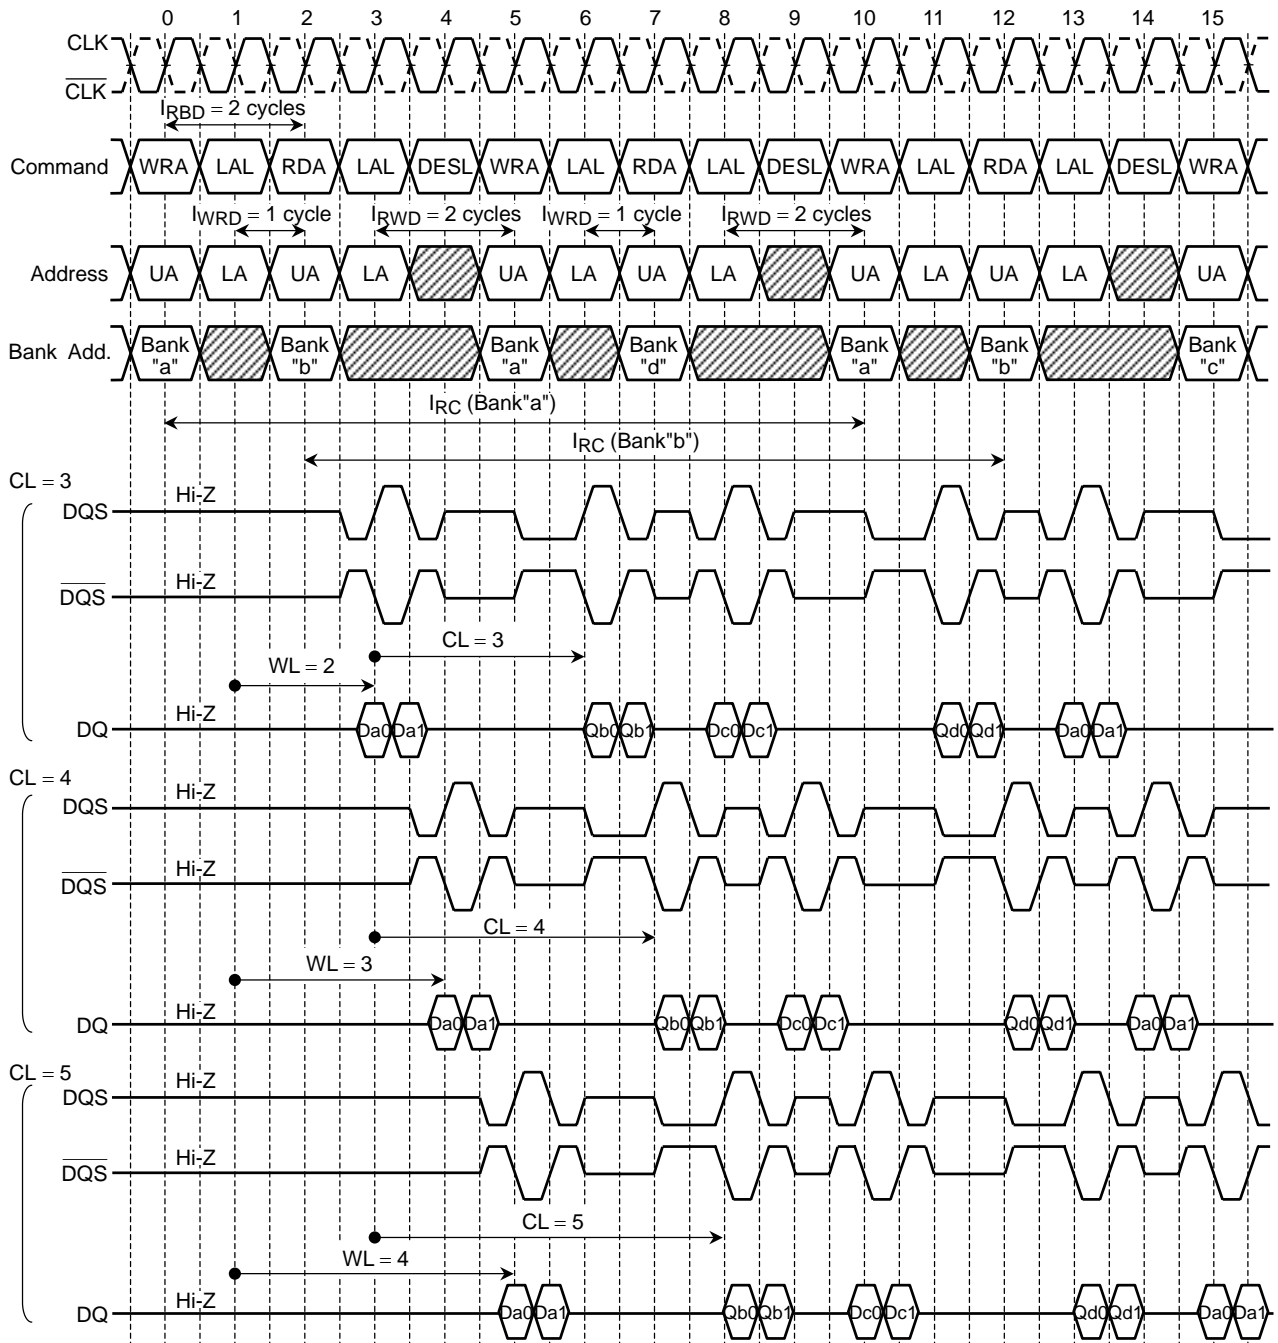 0 1 2 3 4 5 6 7 8 9 10 11 12 13 14 15
CLK
CLK
IRBD = 2 cycles
Command WRA LAL RDA LAL DESL WRA LAL RDA LAL DESL WRA LAL RDA LAL DESL WRA
IWRD = 1 cycle IRWD = 2 cycles IWRD = 1 cycle IRWD = 2 cycles
Address UA LA UA LA UA LA UA LA UA LA UA LA UA
Bank Add. Bank "a" Bank "b" Bank "a" Bank "d" Bank "a" Bank "b" Bank "c"
IRC (Bank"a")
IRC (Bank"b")
CL = 3
DQS Hi-Z
DQS Hi-Z
CL = 3
WL = 2
DQ Hi-Z Da0 Da1 Qb0 Qb1 Dc0 Dc1 Qd0 Qd1 Da0 Da1
CL = 4
DQS Hi-Z
DQS Hi-Z
CL = 4
WL = 3
DQ Hi-Z Da0 Da1 Qb0 Qb1 Dc0 Dc1 Qd0 Qd1 Da0 Da1
CL = 5
DQS Hi-Z
DQS Hi-Z
CL = 5
WL = 4
DQ Hi-Z Da0 Da1 Qb0 Qb1 Dc0 Dc1 Qd0 Qd1 Da0 Da1